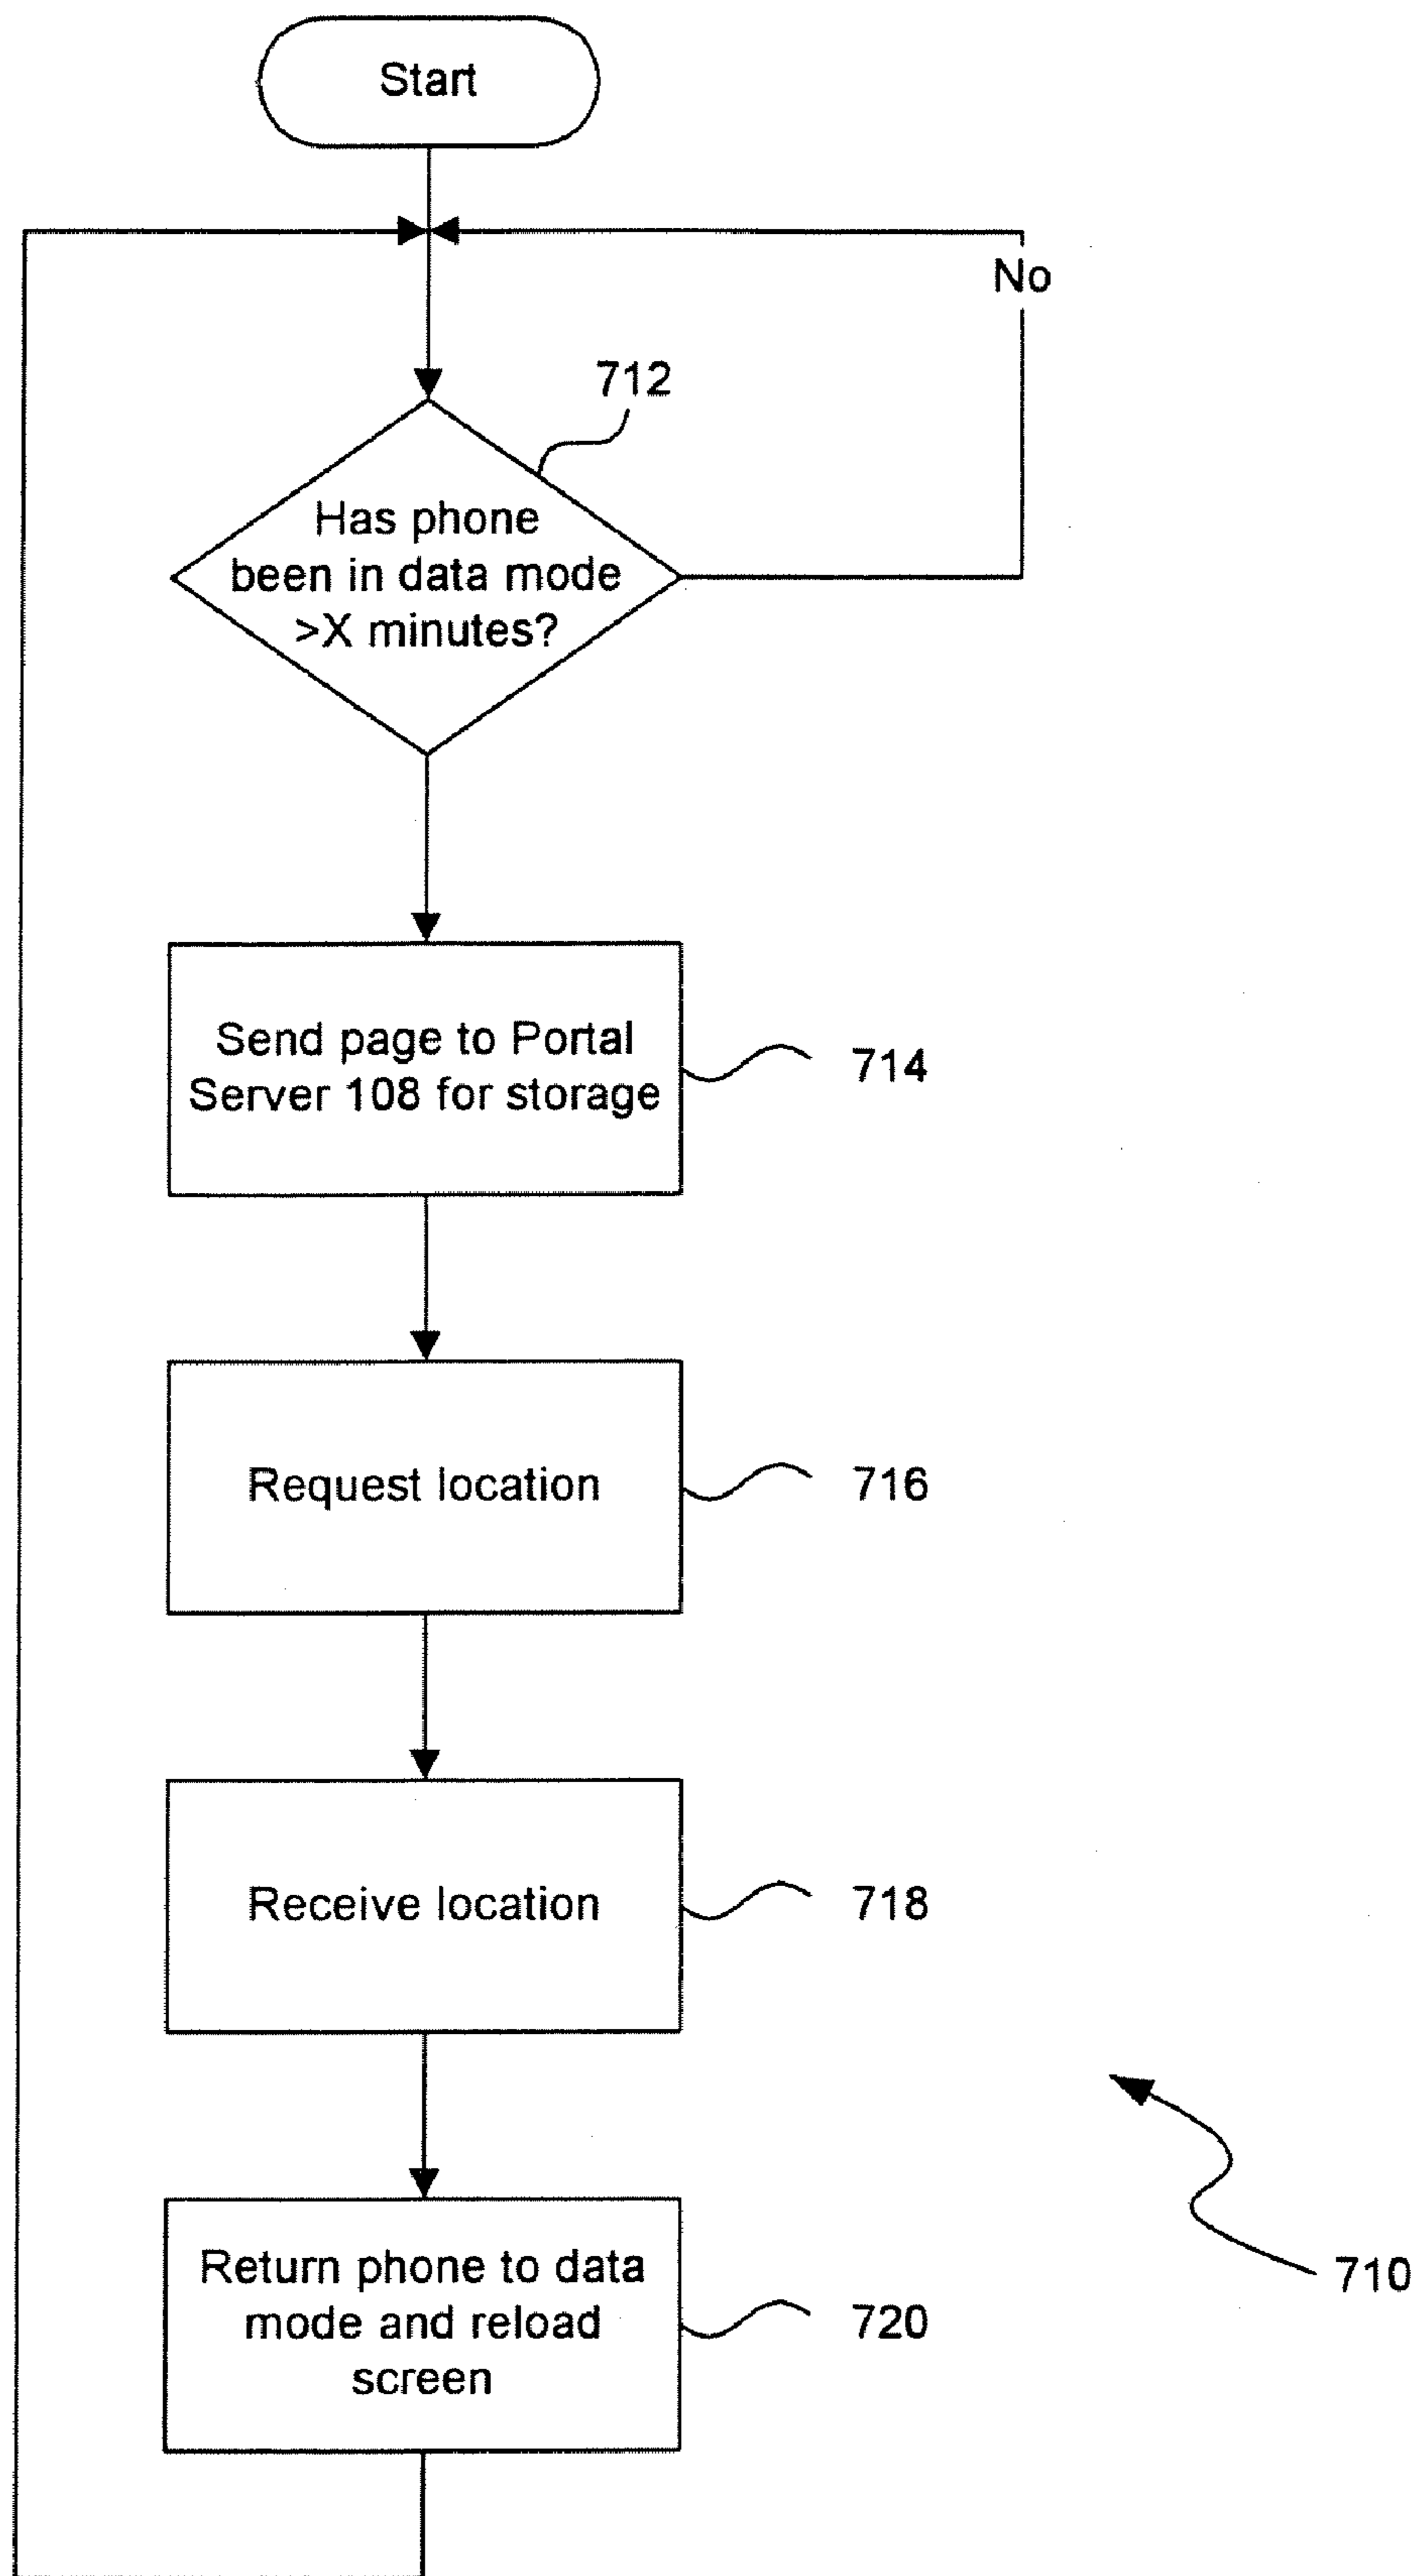 Start
No
712
Has phone
been in data mode
>X minutes?
Send page to Portal
Server 108 for storage
714
Request location
716
Receive location
718
Return phone to data
mode and reload
screen
720
710